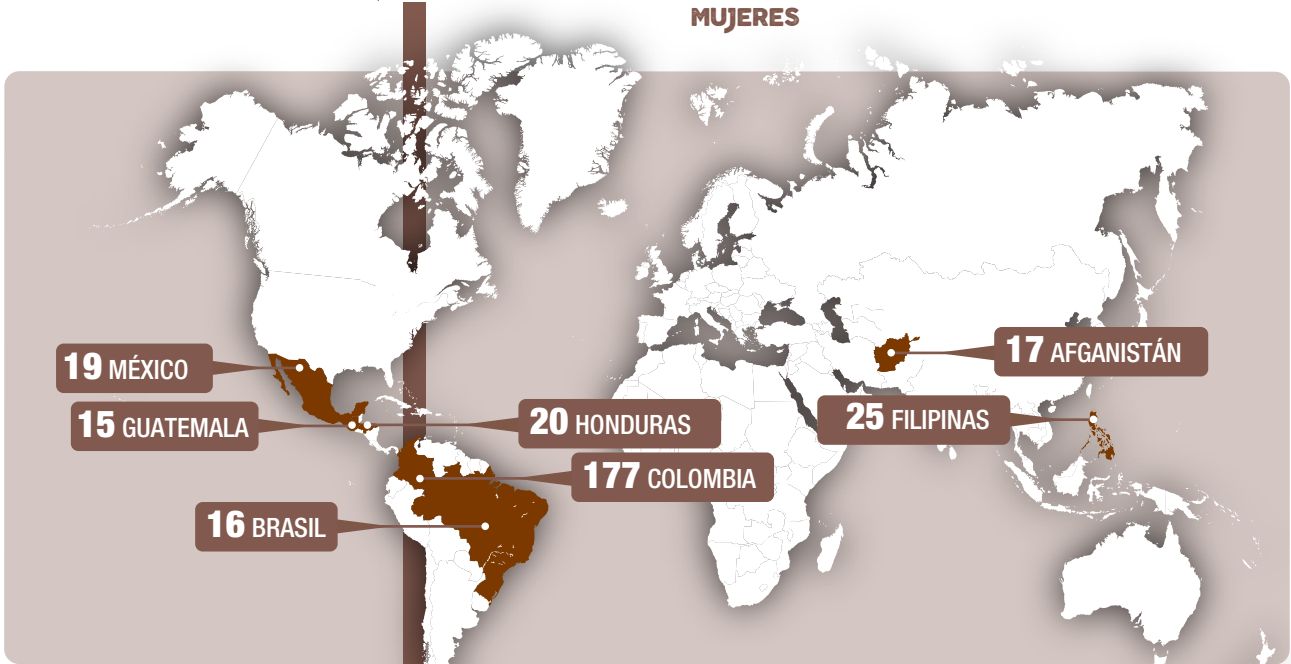 MUJERES
19 MÉXICO
17 AFGANISTÁN
15 GUATEMALA
20 HONDURAS
25 FILIPINAS
177 COLOMBIA
16 BRASIL